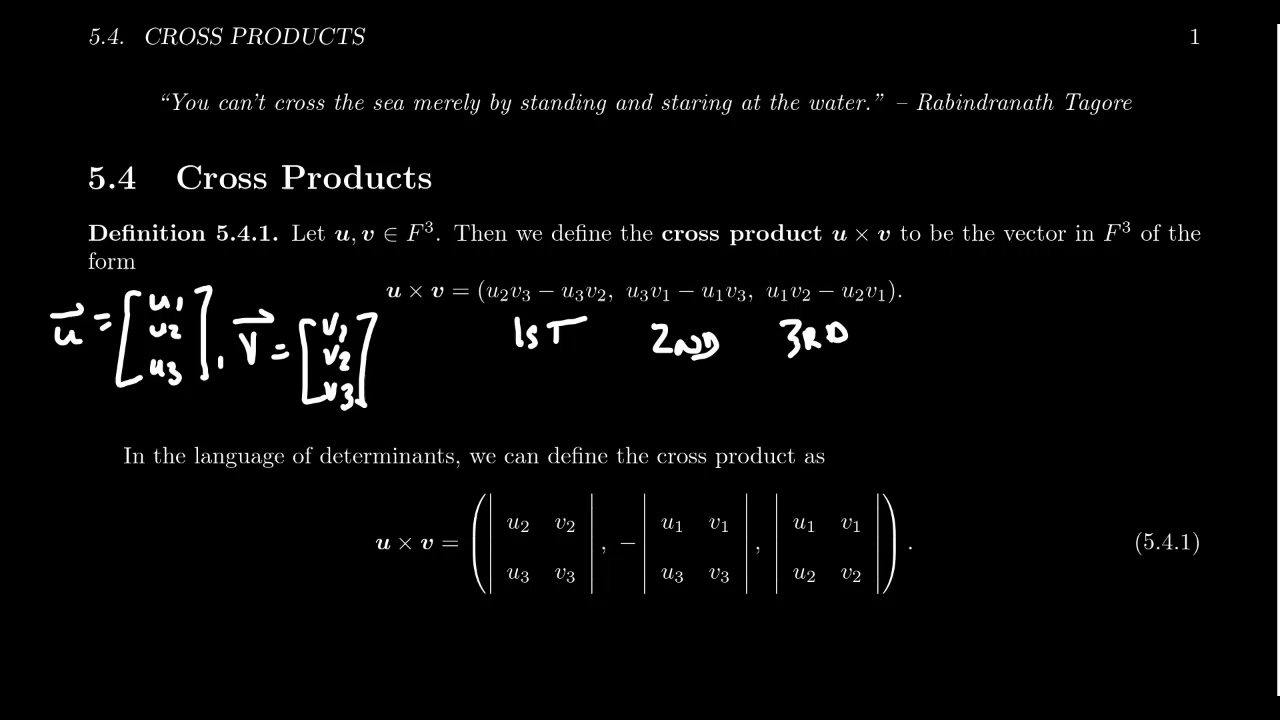 5.4. CROSS PRODUCTS 1
“You can’t cross the sea merely by standing and staring at the water.” – Rabindranath Tagore
5.4 Cross Products
Definition 5.4.1. Let u, v ∈ F³. Then we define the cross product u × v to be the vector in F³ of the
form
u × v = (u₂v₃ − u₃v₂, u₃v₁ − u₁v₃, u₁v₂ − u₂v₁).
u⃗ = [u1 u2 u3], v⃗ = [v1 v2 v3]
1ST 2ND 3RD
In the language of determinants, we can define the cross product as
u × v = ( | u₂ v₂ | , − | u₁ v₁ | , | u₁ v₁ | ) . (5.4.1)
| u₃ v₃ | | u₃ v₃ | | u₂ v₂ |